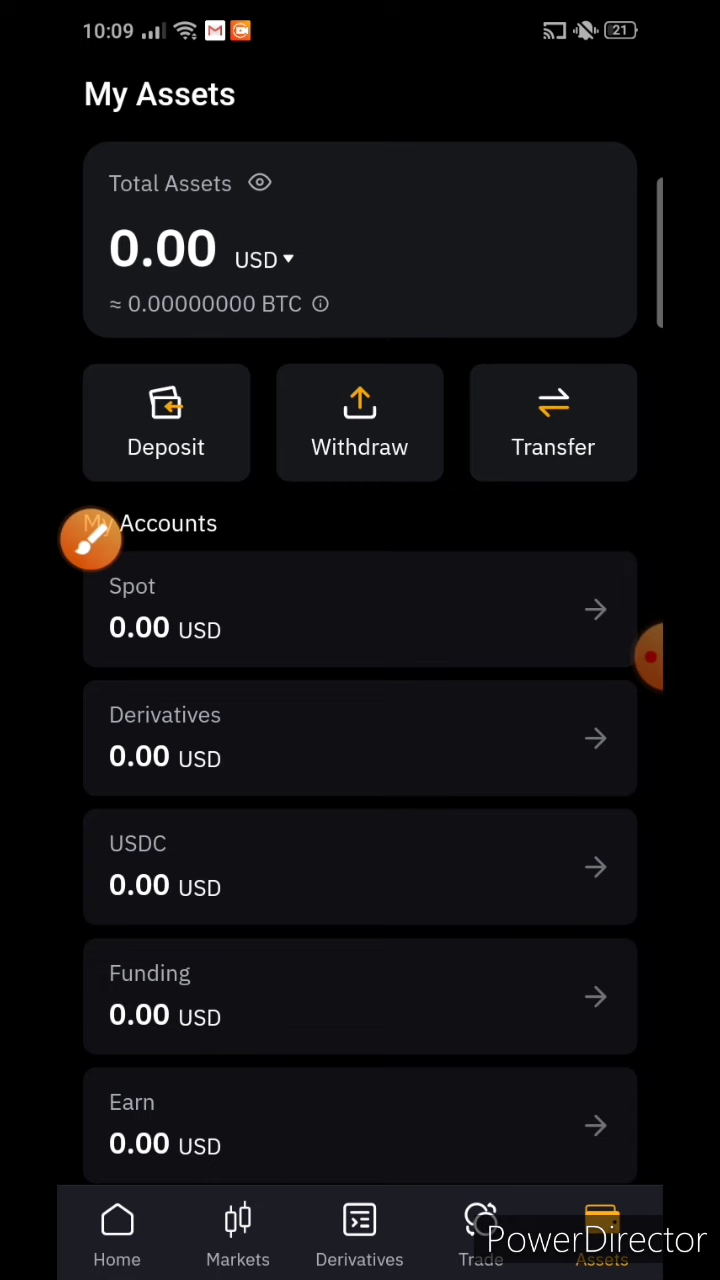 10:09
21
My Assets
Total Assets
0.00 USD
≈ 0.00000000 BTC
Deposit Withdraw Transfer
My Accounts
Spot
0.00 USD
Derivatives
0.00 USD
USDC
0.00 USD
Funding
0.00 USD
Earn
0.00 USD
Home Markets Derivatives Trade Assets
PowerDirector